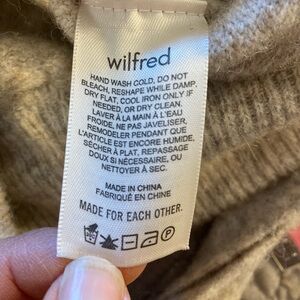 wilfred
HAND WASH COLD, DO NOT
BLEACH, RESHAPE WHILE DAMP,
DRY FLAT, COOL IRON ONLY IF
NEEDED, OR DRY CLEAN.
LAVER À LA MAIN À L'EAU
FROIDE, NE PAS JAVELISER,
REMODELER PENDANT QUE
L'ARTICLE EST ENCORE HUMIDE,
SÉCHER À PLAT, REPASSAGE
DOUX SI NÉCESSAIRE, OU
NETTOYER À SEC.
MADE IN CHINA
FABRIQUÉ EN CHINE
MADE FOR EACH OTHER.
P